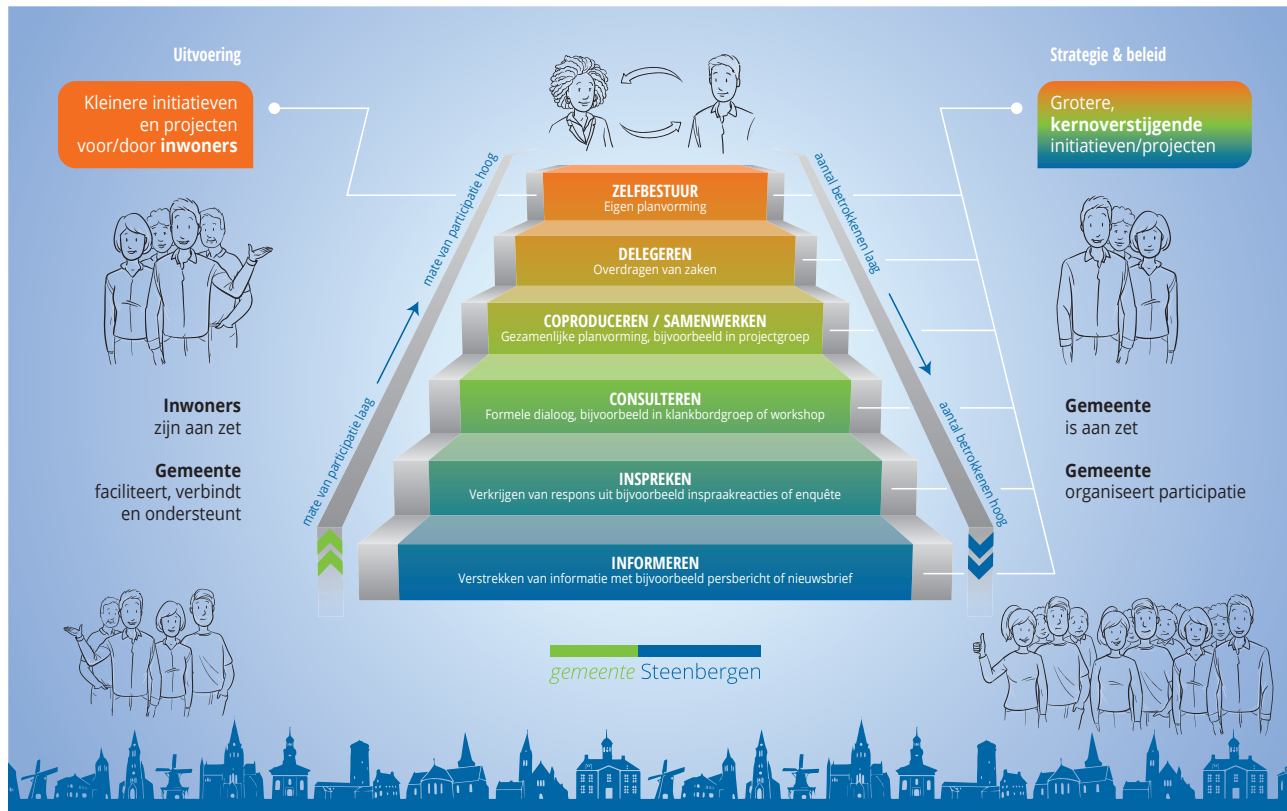 Uitvoering
Kleinere initiatieven
en projecten
voor/door inwoners
Inwoners
zijn aan zet
Gemeente
faciliteert, verbindt
en ondersteunt
mate van participatie hoog
mate van participatie laag
ZELFBESTUUR
Eigen planvorming
DELEGEREN
Overdragen van zaken
COPRODUCEREN / SAMENWERKEN
Gezamenlijke planvorming, bijvoorbeeld in projectgroep
CONSULTEREN
Formele dialoog, bijvoorbeeld in klankbordgroep of workshop
INSPREKEN
Verkrijgen van respons uit bijvoorbeeld inspraakreacties of enquête
INFORMEREN
Verstrekken van informatie met bijvoorbeeld persbericht of nieuwsbrief
aantal betrokkenen laag
aantal betrokkenen hoog
Strategie & beleid
Grotere,
kernoverstijgende
initiatieven/projecten
Gemeente
is aan zet
Gemeente
organiseert participatie
gemeente Steenbergen